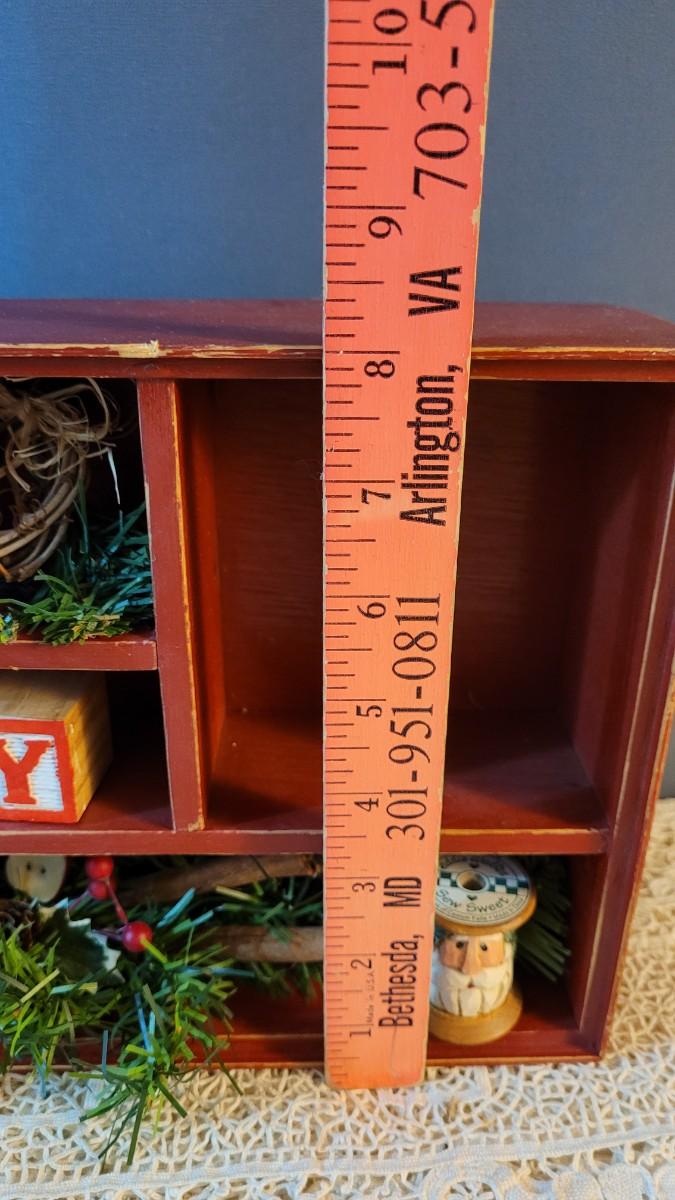 1 2 3 4 5 6 7 8 9 10
Made in U.S.A.
Bethesda, MD 301-951-0811 Arlington, VA 703-5
Y
Sew Sweet